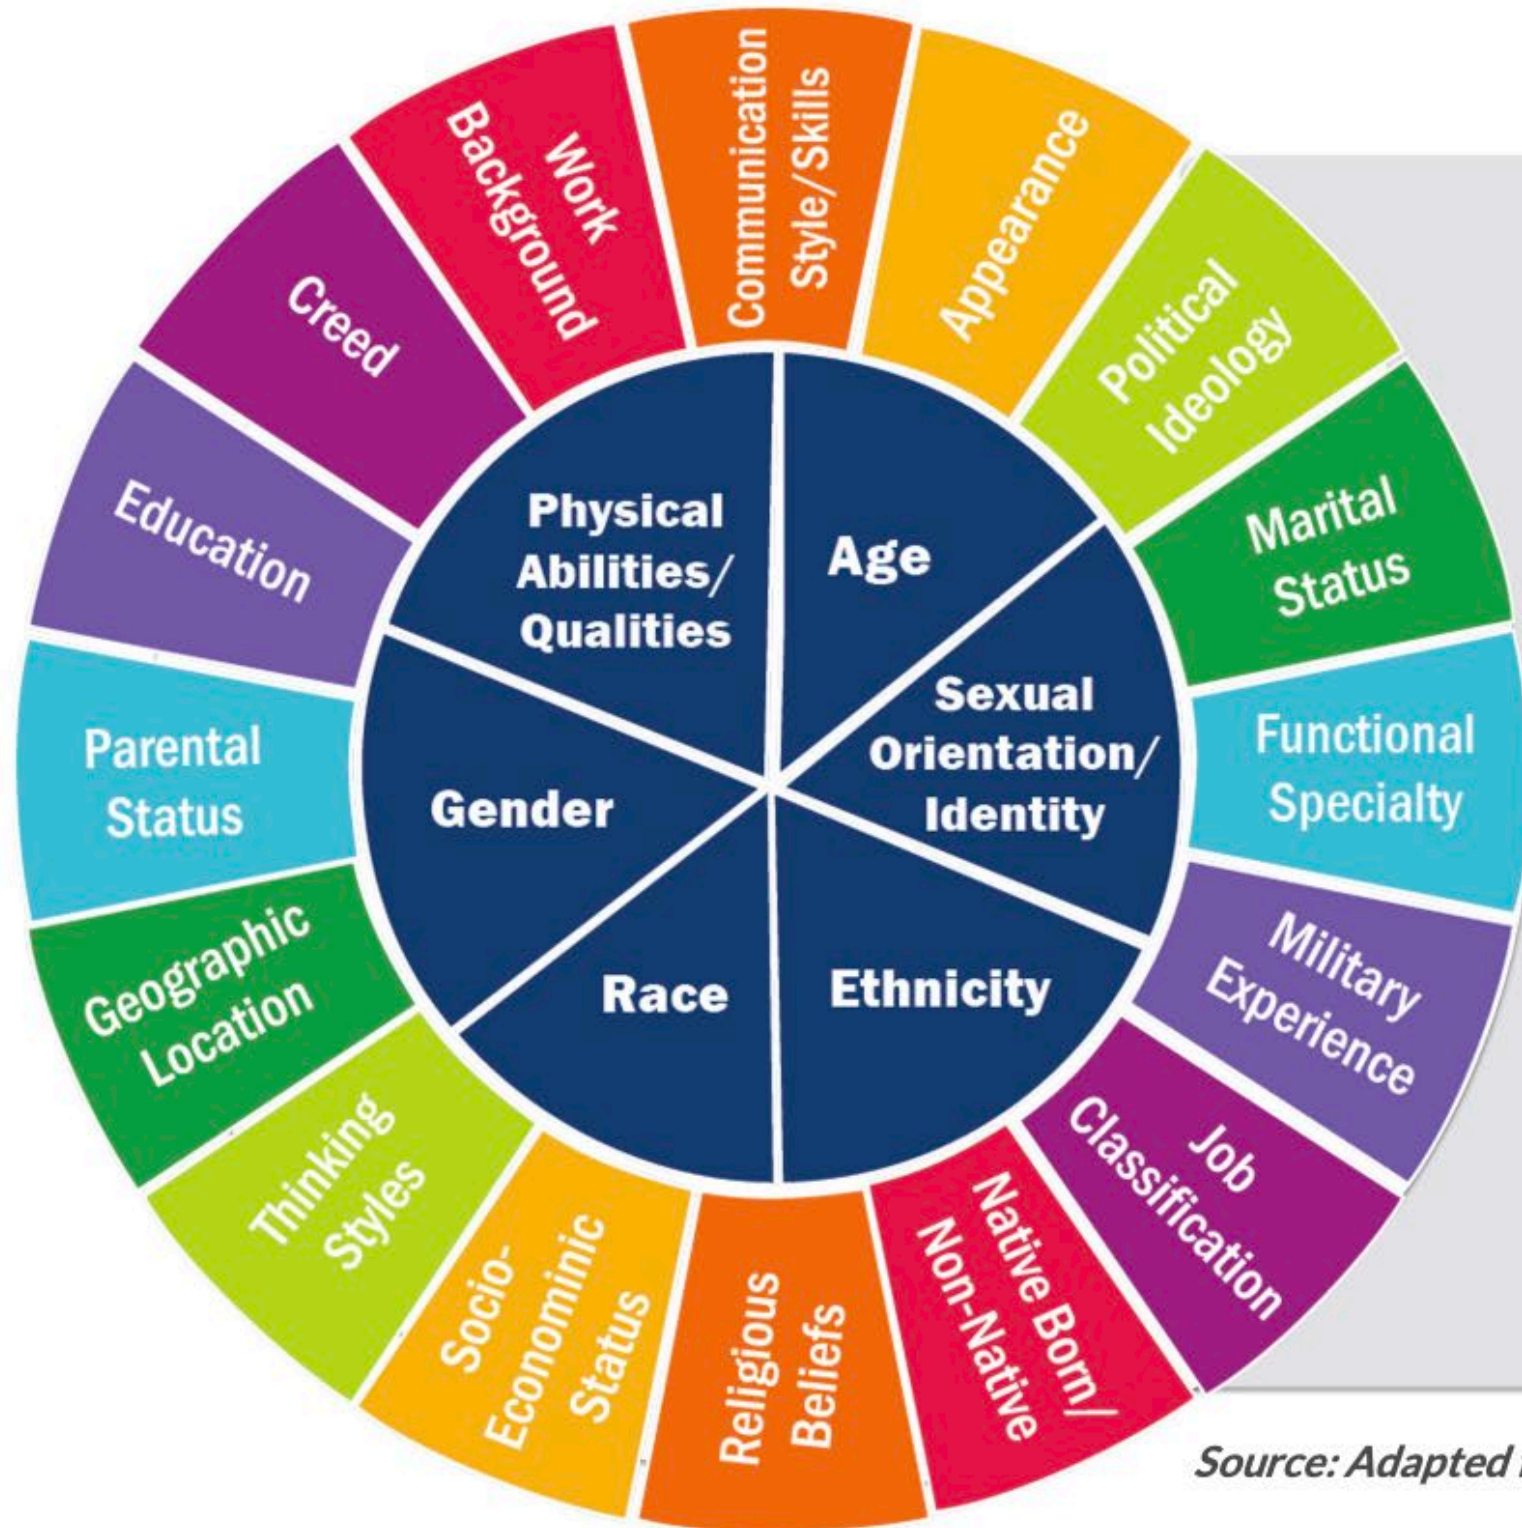 Communication
Style/Skills
Appearance
Political
Ideology
Marital
Status
Functional
Specialty
Military
Experience
Job
Classification
Native Born/
Non-Native
Religious
Beliefs
Socio-
Econominic
Status
Thinking
Styles
Geographic
Location
Parental
Status
Education
Creed
Work
Background
Age
Sexual
Orientation/
Identity
Ethnicity
Race
Gender
Physical
Abilities/
Qualities
Source: Adapted